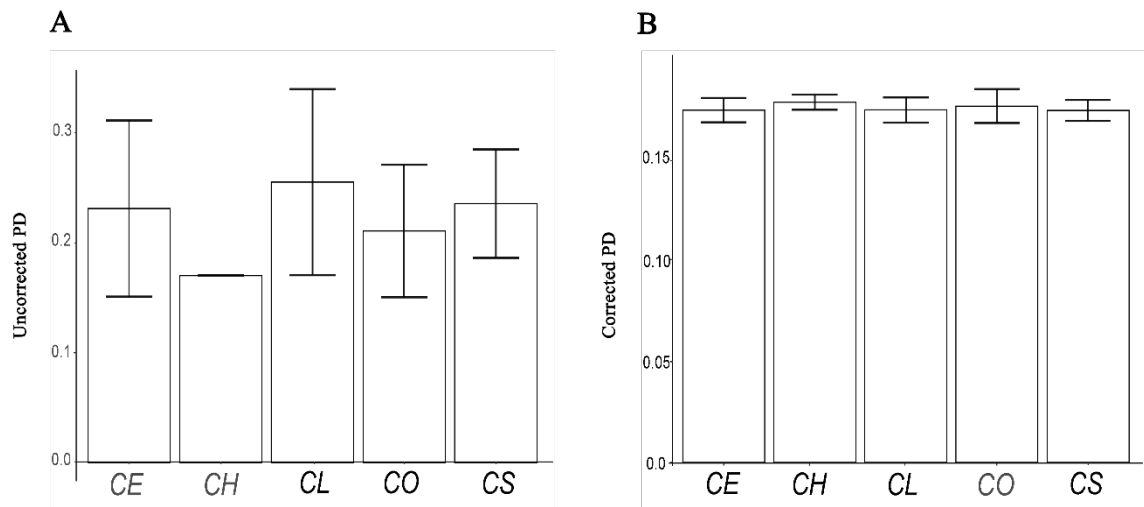 A
Uncorrected PD
0.3
0.2
0.1
0.0
CE CH CL CO CS
B
Corrected PD
0.15
0.10
0.05
0.0
CE CH CL CO CS